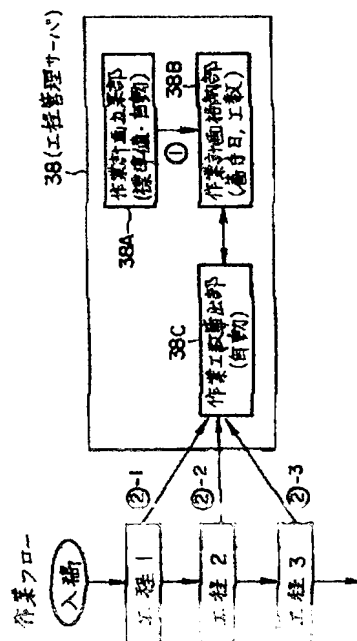 作業フロー
入稿
工程1
工程2
工程3
②-1
②-2
②-3
38(工程管理サーバ)
38A
作業計画立案部
(標準値・自動)
①
38B
作業計画格納部
(着手日,工数)
38C
作業工数算出部
(自動)